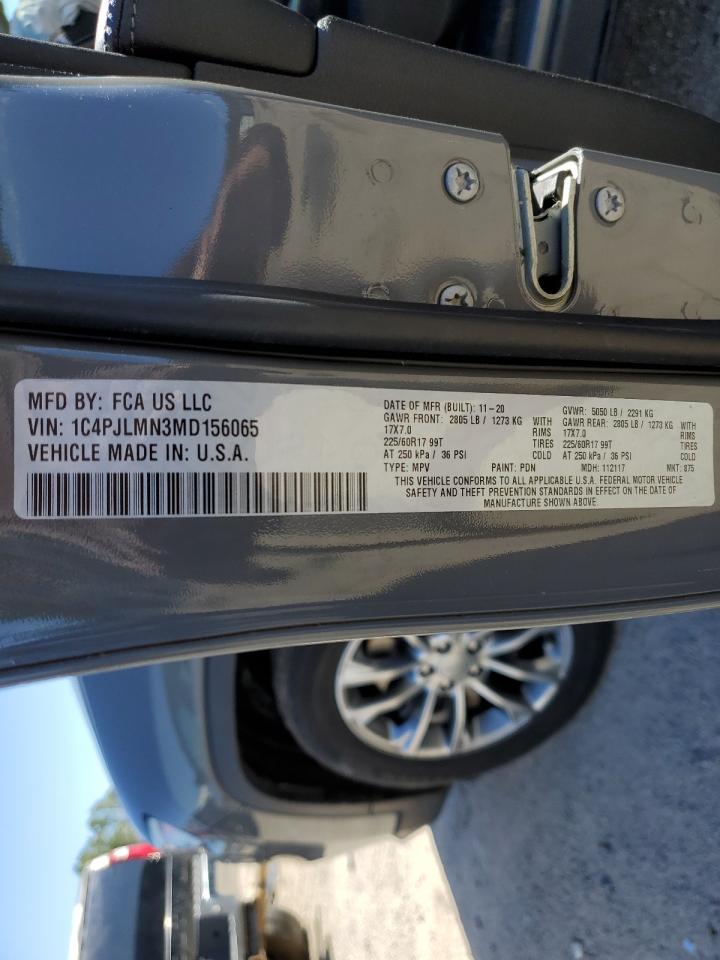 MFD BY: FCA US LLC
VIN: 1C4PJLMN3MD156065
VEHICLE MADE IN: U.S.A.
DATE OF MFR (BUILT): 11-20 GVWR: 5050 LB / 2291 KG
GAWR FRONT: 2805 LB / 1273 KG WITH GAWR REAR: 2805 LB / 1273 KG WITH
17X7.0 RIMS 17X7.0 RIMS
225/60R17 99T TIRES 225/60R17 99T TIRES
AT 250 kPa / 36 PSI COLD AT 250 kPa / 36 PSI COLD
TYPE: MPV PAINT: PDN MDH: 112117 MKT: 875
THIS VEHICLE CONFORMS TO ALL APPLICABLE U.S.A. FEDERAL MOTOR VEHICLE
SAFETY AND THEFT PREVENTION STANDARDS IN EFFECT ON THE DATE OF
MANUFACTURE SHOWN ABOVE.